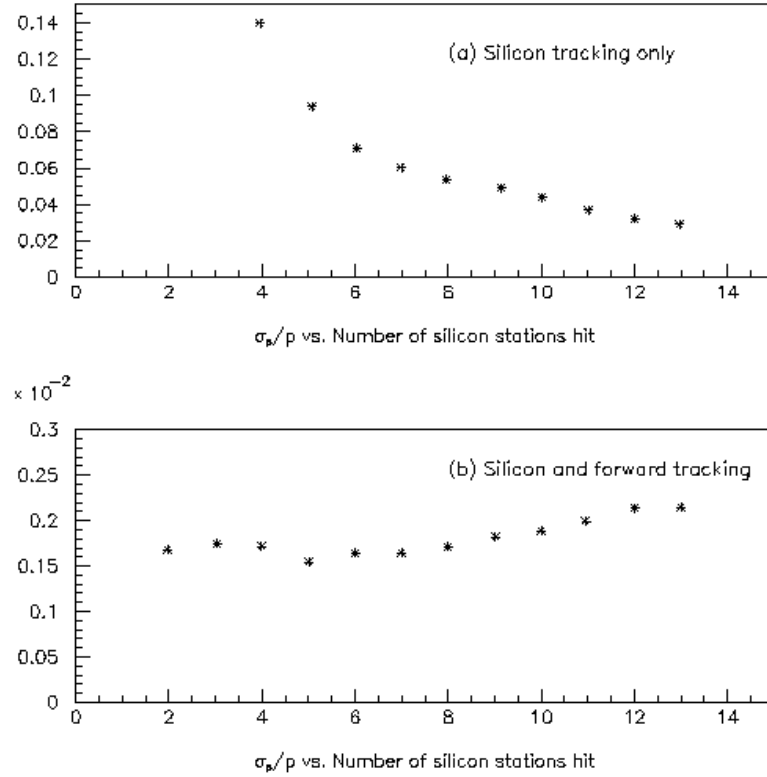 0.14
(a) Silicon tracking only
0.12
0.1
0.08
0.06
0.04
0.02
0
0 2 4 6 8 10 12 14
σp/p vs. Number of silicon stations hit
× 10⁻²
0.3
(b) Silicon and forward tracking
0.25
0.2
0.15
0.1
0.05
0
0 2 4 6 8 10 12 14
σp/p vs. Number of silicon stations hit